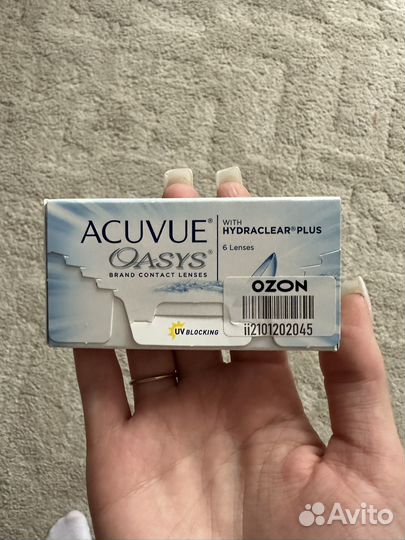 ACUVUE®
OASYS®
BRAND CONTACT LENSES
WITH
HYDRACLEAR® PLUS
6 Lenses
OZON
ii2101202045
UV BLOCKING
Avito